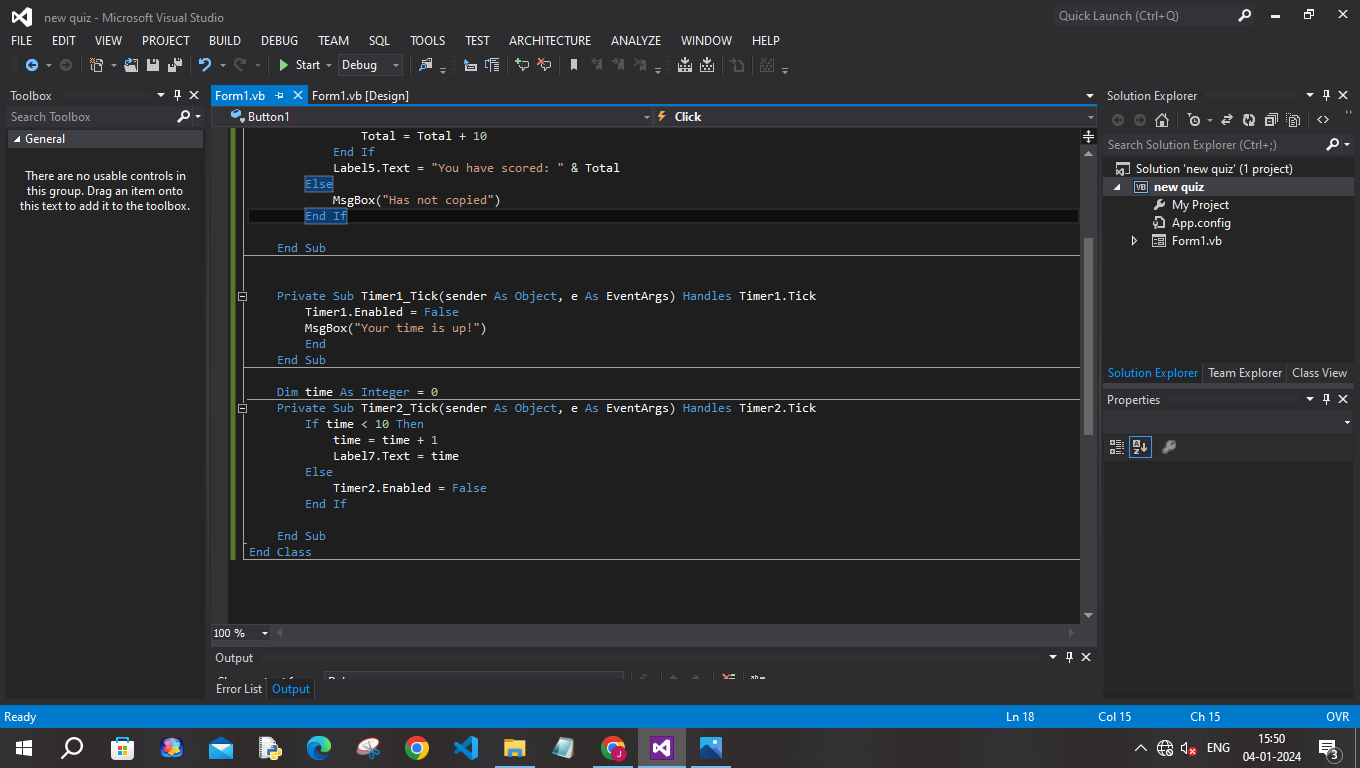 new quiz - Microsoft Visual Studio
Quick Launch (Ctrl+Q)
FILE EDIT VIEW PROJECT BUILD DEBUG TEAM SQL TOOLS TEST ARCHITECTURE ANALYZE WINDOW HELP
Start Debug
Toolbox
Search Toolbox
General
There are no usable controls in
this group. Drag an item onto
this text to add it to the toolbox.
Form1.vb Form1.vb [Design]
Button1 Click
Total = Total + 10
End If
Label5.Text = "You have scored: " & Total
Else
MsgBox("Has not copied")
End If
End Sub
Private Sub Timer1_Tick(sender As Object, e As EventArgs) Handles Timer1.Tick
Timer1.Enabled = False
MsgBox("Your time is up!")
End
End Sub
Dim time As Integer = 0
Private Sub Timer2_Tick(sender As Object, e As EventArgs) Handles Timer2.Tick
If time < 10 Then
time = time + 1
Label7.Text = time
Else
Timer2.Enabled = False
End If
End Sub
End Class
100 %
Output
Error List Output
Solution Explorer
Search Solution Explorer (Ctrl+;)
Solution 'new quiz' (1 project)
VB new quiz
My Project
App.config
Form1.vb
Solution Explorer Team Explorer Class View
Properties
Ready Ln 18 Col 15 Ch 15 OVR
ENG
15:50
04-01-2024
3